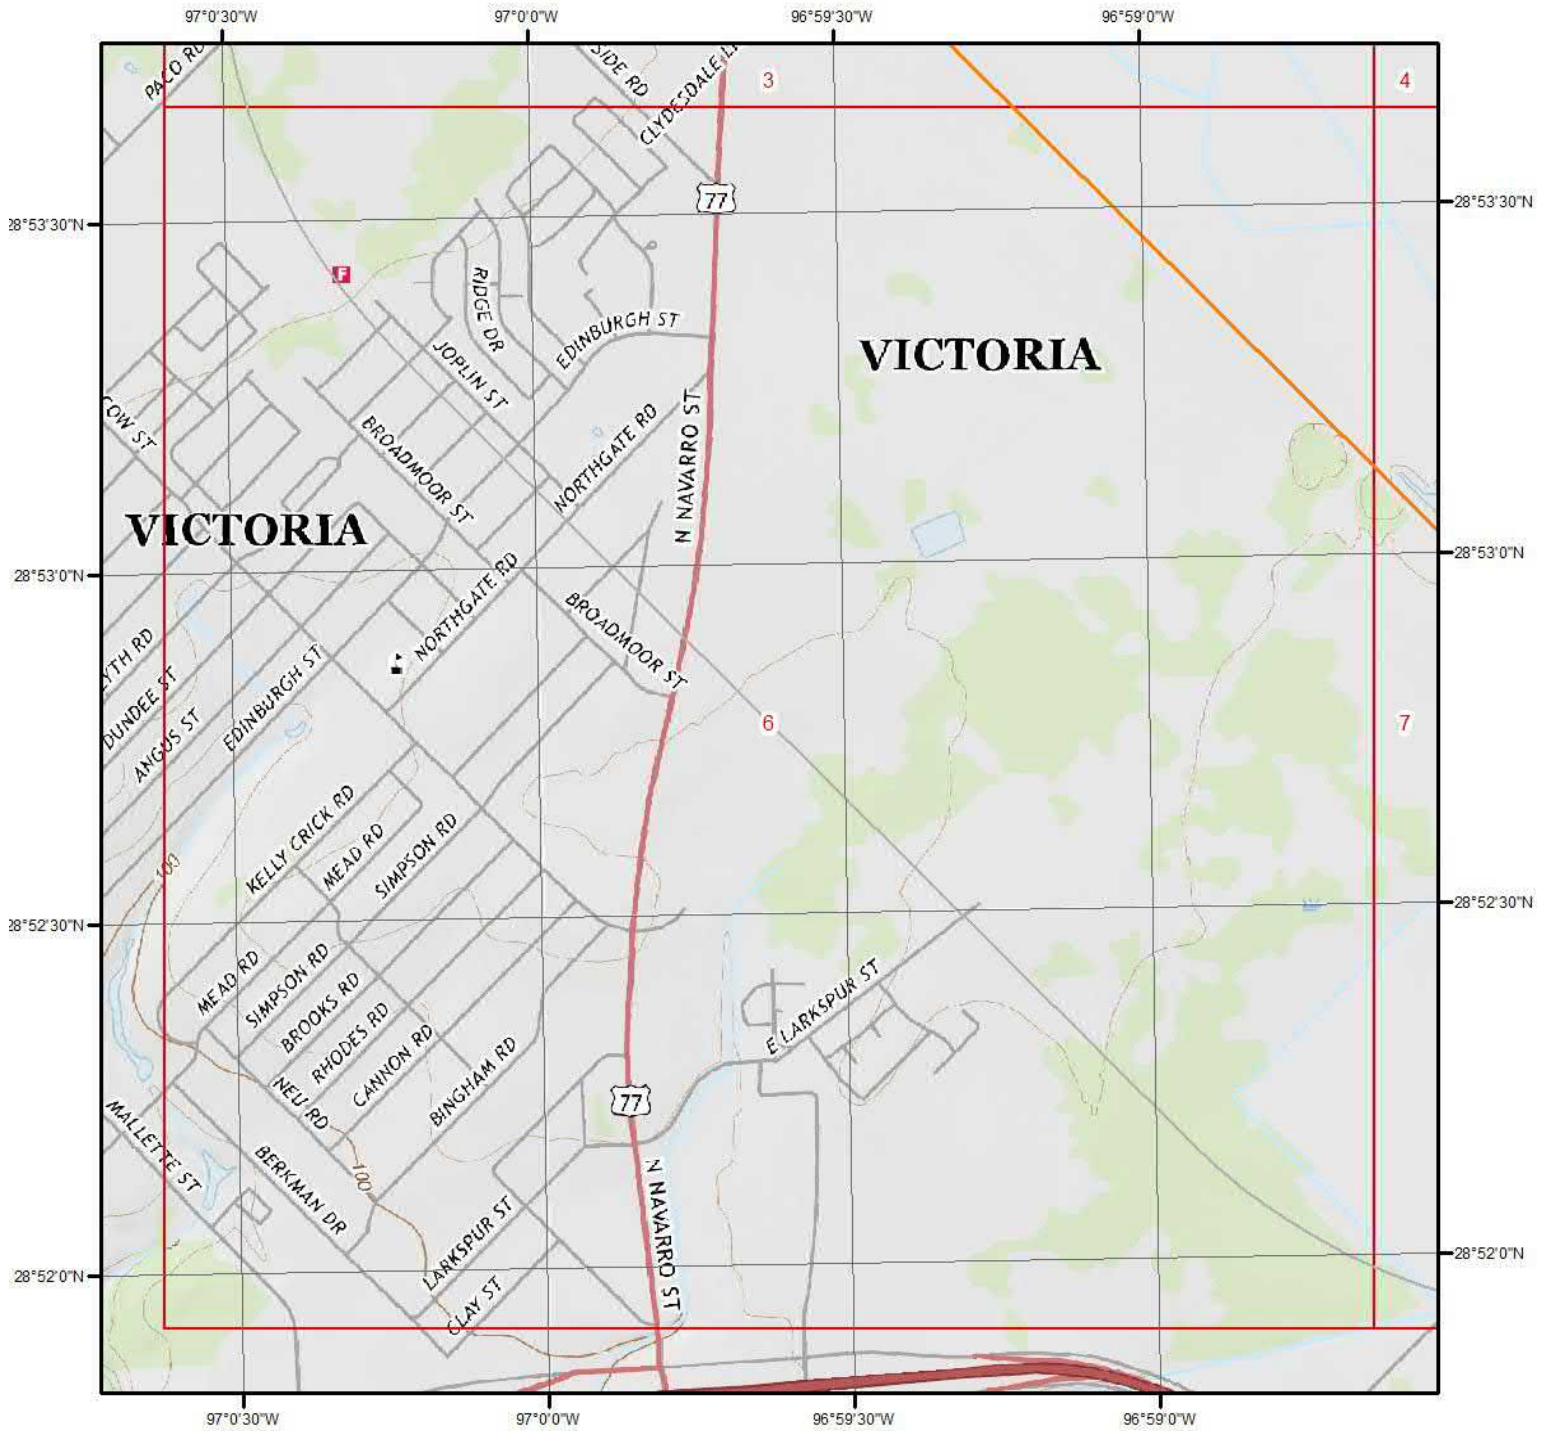 97°0'30"W
97°0'0"W
96°59'30"W
96°59'0"W
PACO RD
SIDE RD
CLYDESDALE
3
4
28°53'30"N
28°53'30"N
77
F
RIDGE DR
EDINBURGH ST
JOPLIN ST
VICTORIA
COW ST
BROADMOOR ST
NORTHGATE RD
N NAVARRO ST
VICTORIA
28°53'0"N
28°53'0"N
NORTHGATE RD
BROADMOOR ST
YTH RD
DUNDEE ST
ANGUS ST
EDINBURGH ST
6
7
KELLY CRICK RD
MEAD RD
SIMPSON RD
100
28°52'30"N
28°52'30"N
MEAD RD
SIMPSON RD
BROOKS RD
RHODES RD
CANNON RD
BINGHAM RD
NEU RD
E LARKSPUR ST
77
MALLETTE ST
BERKMAN DR
100
LARKSPUR ST
CLAY ST
N NAVARRO ST
28°52'0"N
28°52'0"N
97°0'30"W
97°0'0"W
96°59'30"W
96°59'0"W